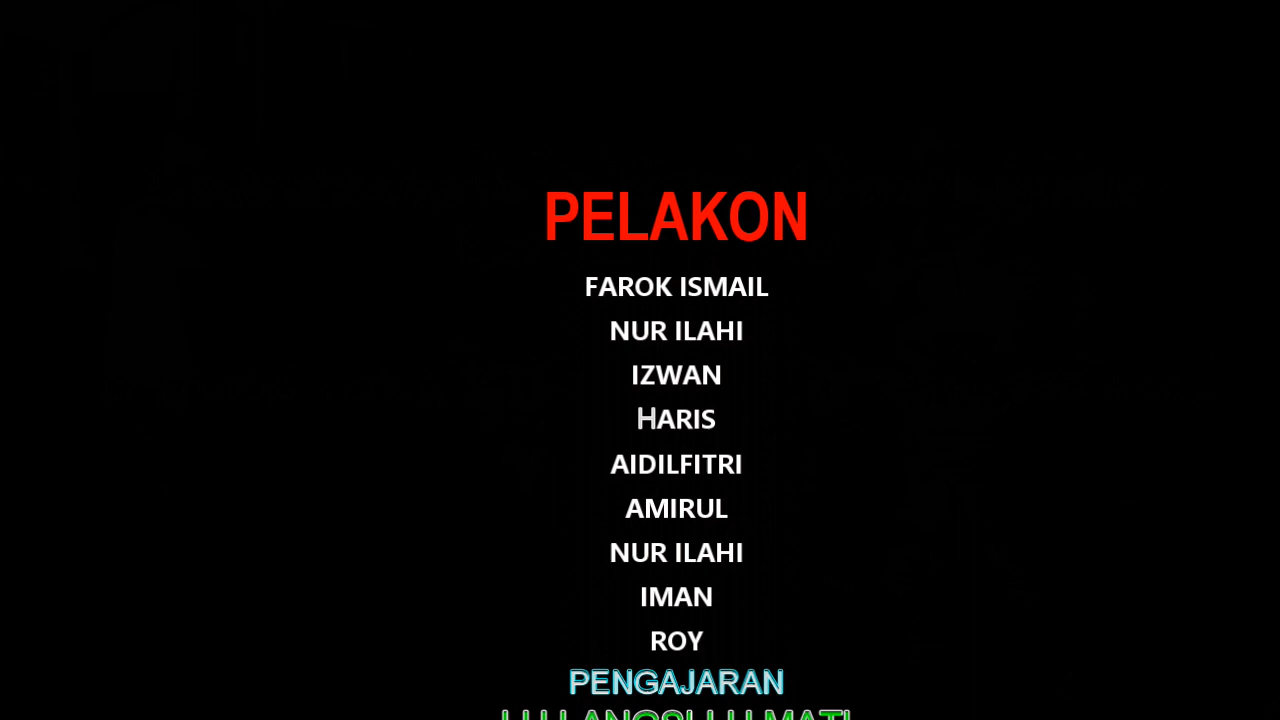 PELAKON
FAROK ISMAIL
NUR ILAHI
IZWAN
HARIS
AIDILFITRI
AMIRUL
NUR ILAHI
IMAN
ROY
PENGAJARAN